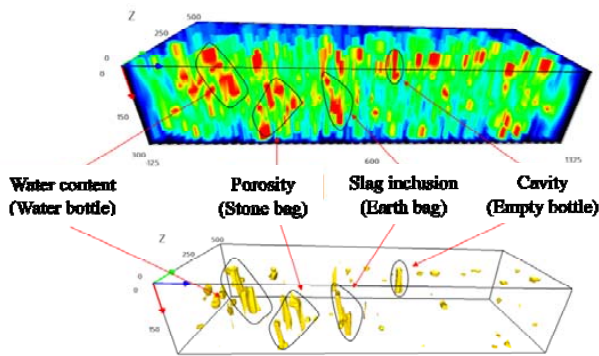 Z
500
250
0
0
150
300
-325
600
1325
Water content
(Water bottle)
Porosity
(Stone bag)
Slag inclusion
(Earth bag)
Cavity
(Empty bottle)
Z
500
250
0
0
150